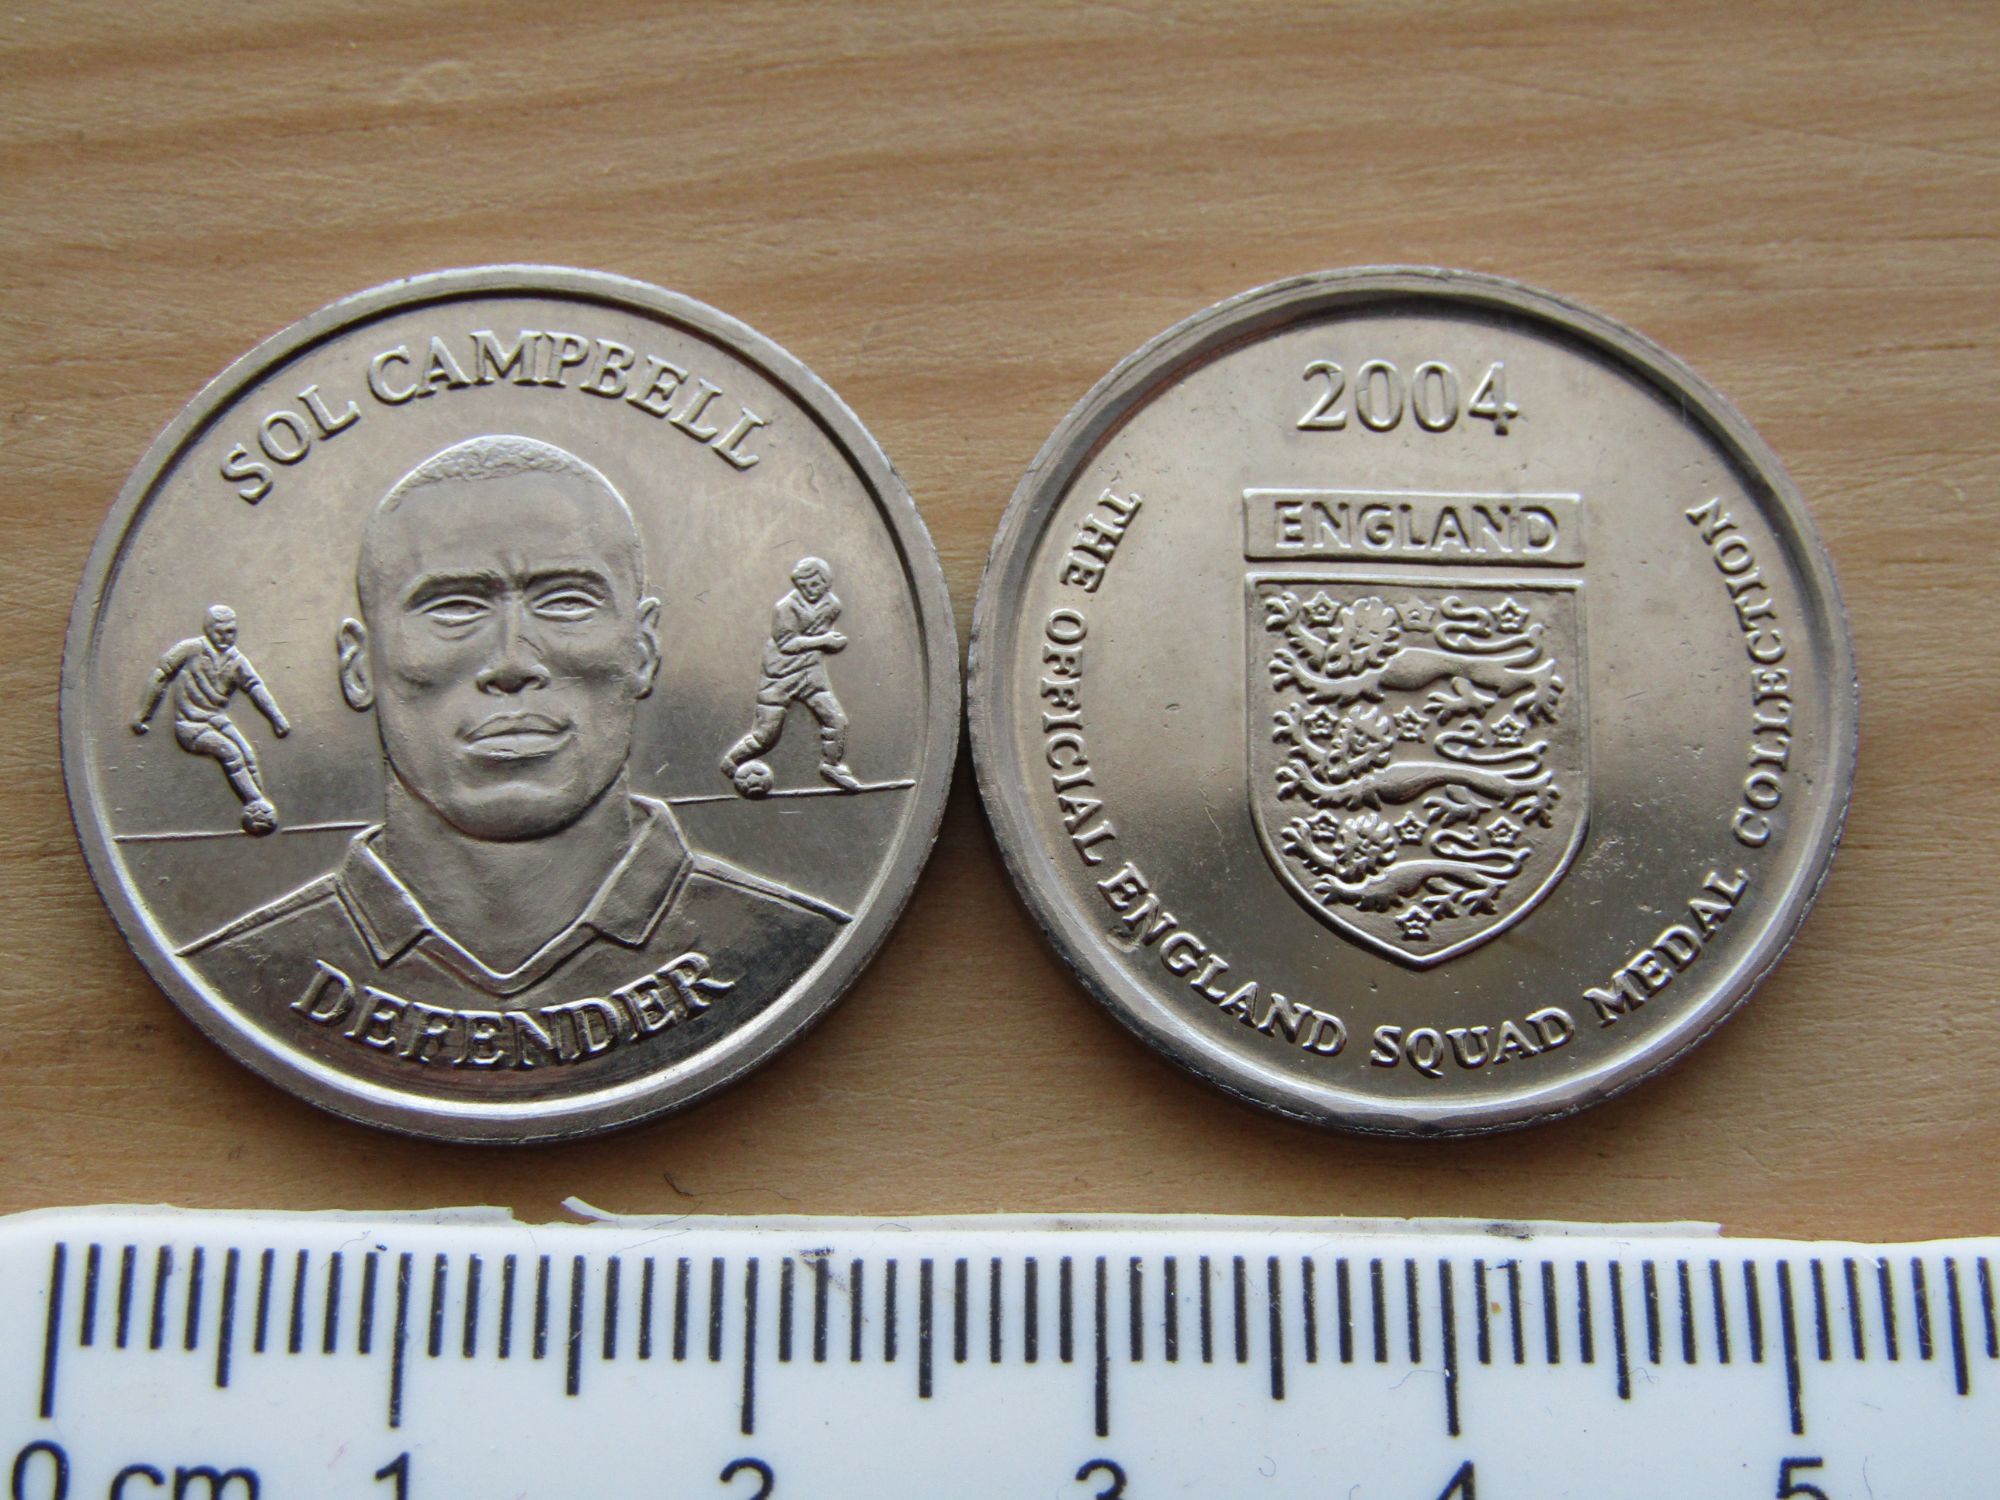 SOL CAMPBELL
DEFENDER
2004
ENGLAND
THE OFFICIAL ENGLAND SQUAD MEDAL COLLECTION
0 cm 1 2 3 4 5